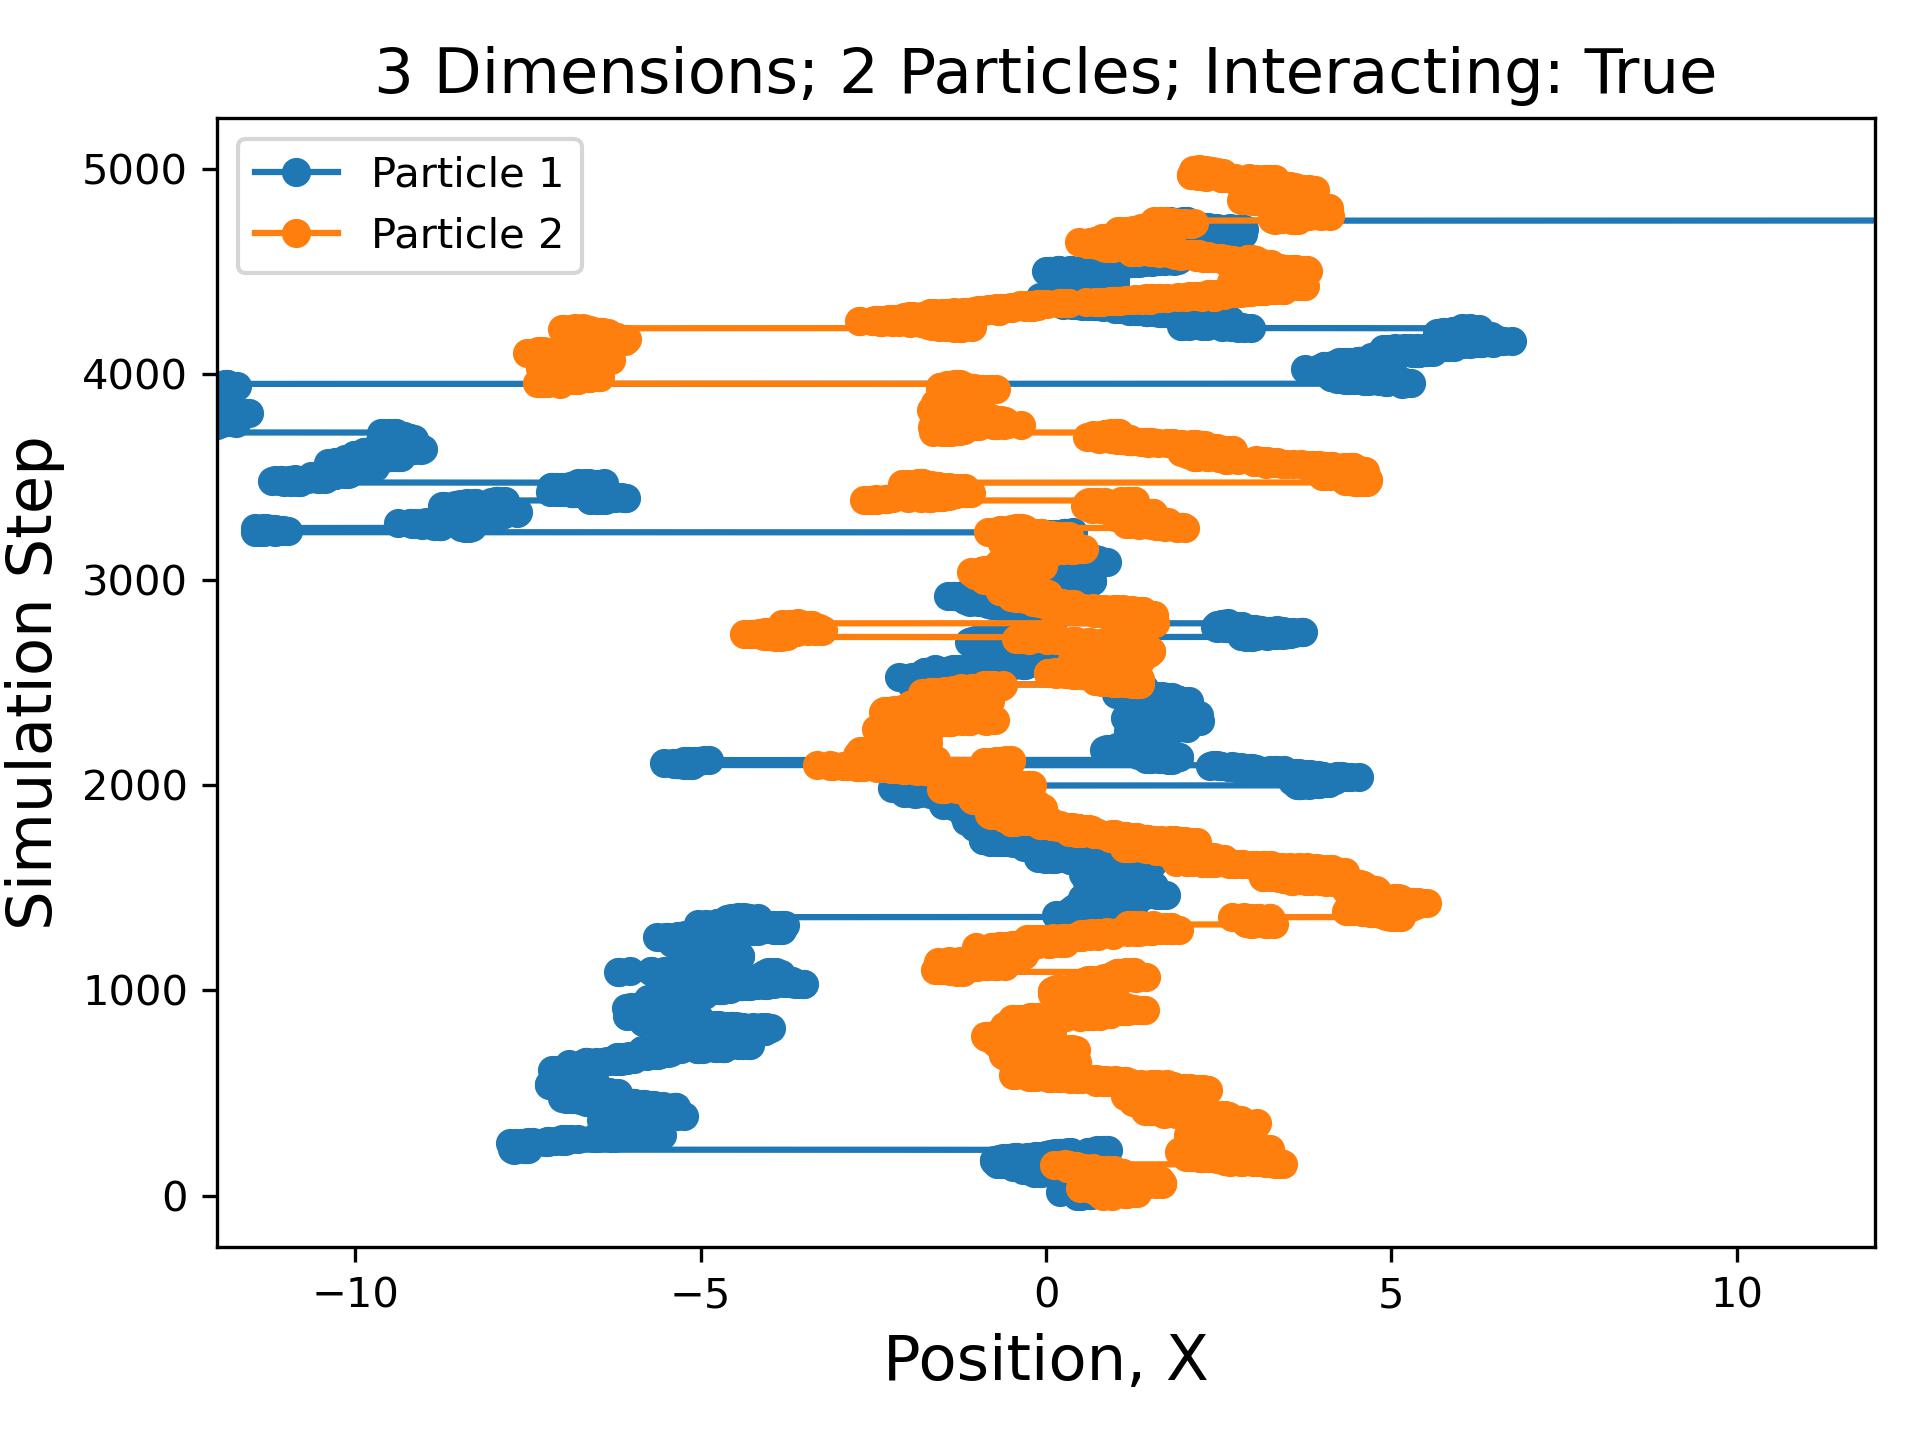 3 Dimensions; 2 Particles; Interacting: True
Particle 1
Particle 2
Simulation Step
5000
4000
3000
2000
1000
0
−10
−5
0
5
10
Position, X